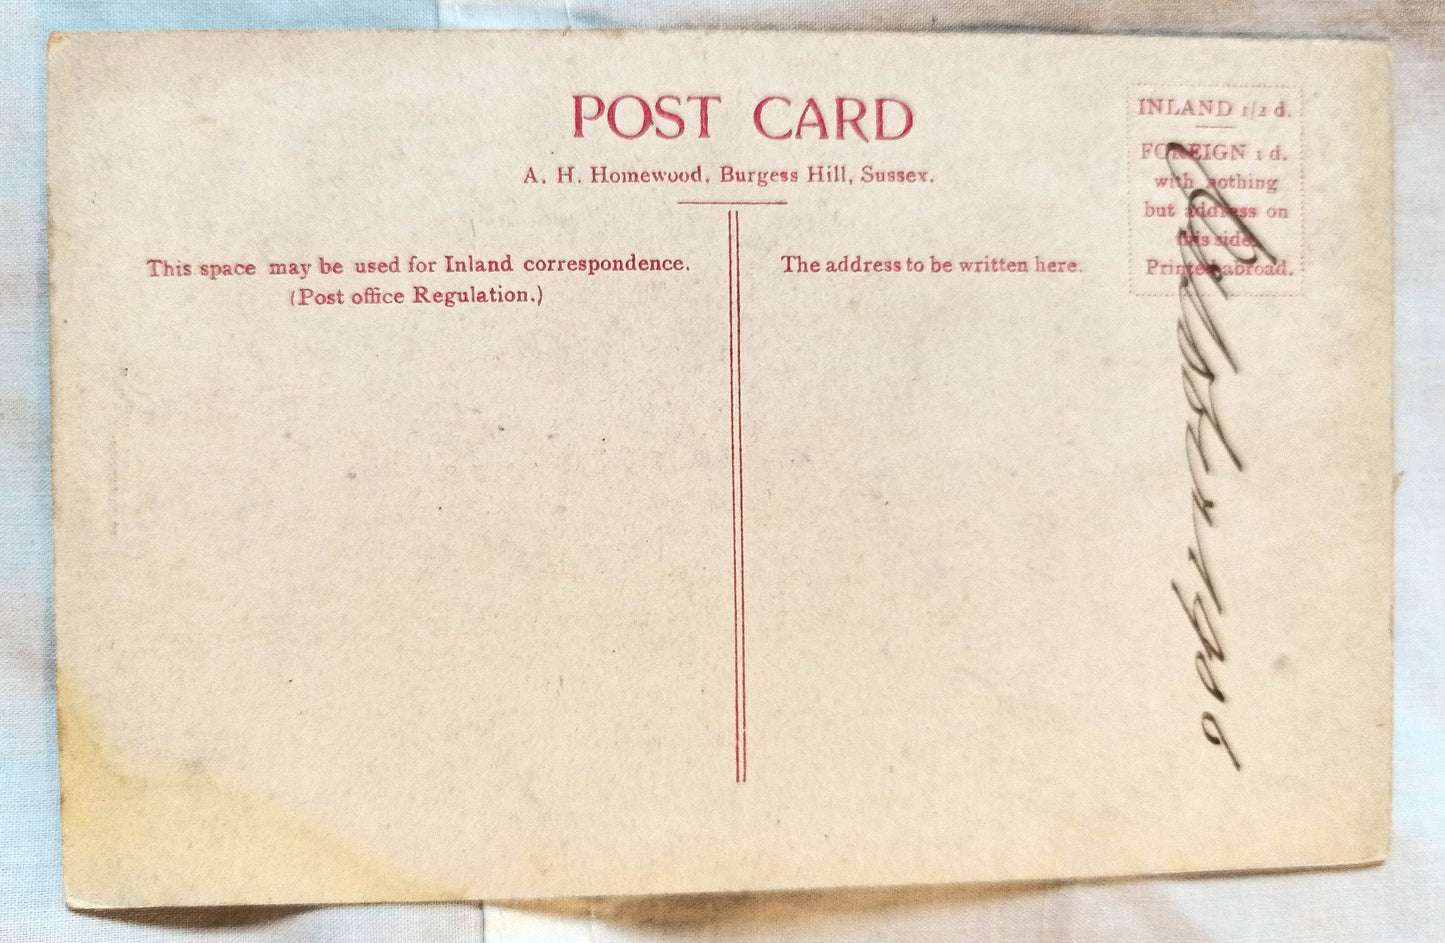 POST CARD
A. H. Homewood, Burgess Hill, Sussex.
This space may be used for Inland correspondence.
(Post office Regulation.)
The address to be written here.
INLAND 1/2 d.
FOREIGN 1 d.
with nothing
but address on
this side.
Printed abroad.